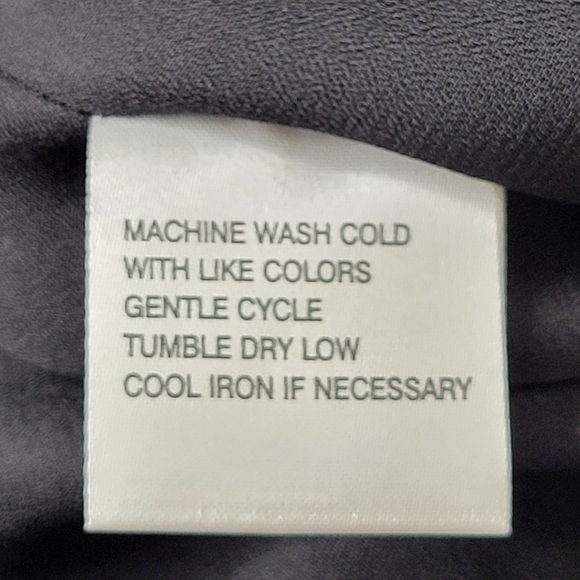 MACHINE WASH COLD
WITH LIKE COLORS
GENTLE CYCLE
TUMBLE DRY LOW
COOL IRON IF NECESSARY